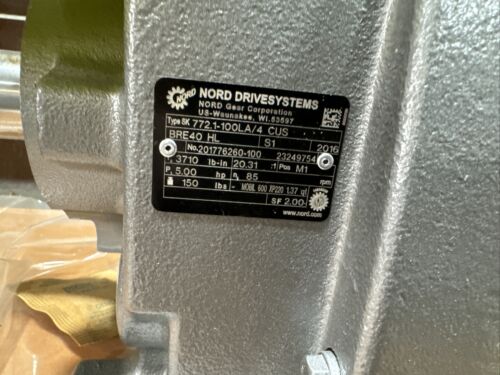 NORD
NORD DRIVESYSTEMS
NORD Gear Corporation
US-Waunakee, WI.53597
Type SK 772.1-100LA/4 CUS
BRE40 HL S1 2016
No. 201776260-100 23249754
3710 lb-in 20.31 :1 Pos M1
P₁ 5.00 hp n₂ 85 rpm
150 lbs - MOBIL 600 XP220 1.37 qt
SF 2.00
www.nord.com